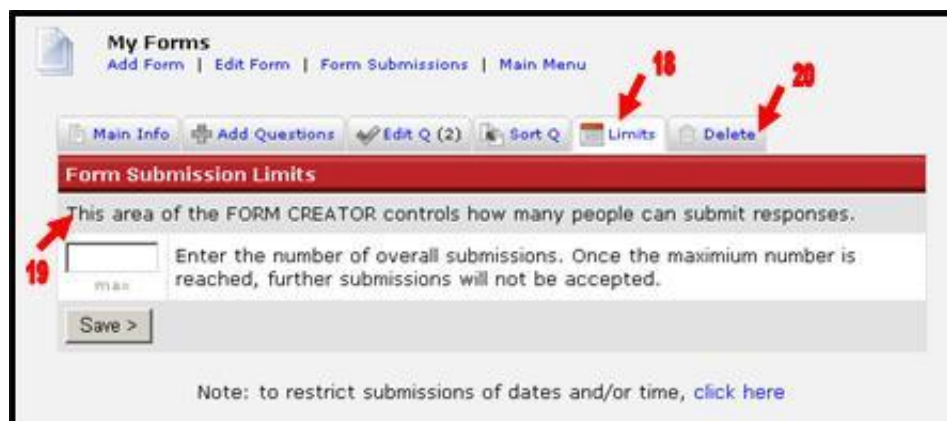 My Forms
Add Form | Edit Form | Form Submissions | Main Menu
18
20
Main Info Add Questions Edit Q (2) Sort Q Limits Delete
Form Submission Limits
This area of the FORM CREATOR controls how many people can submit responses.
19
Enter the number of overall submissions. Once the maximium number is
max reached, further submissions will not be accepted.
Save >
Note: to restrict submissions of dates and/or time, click here